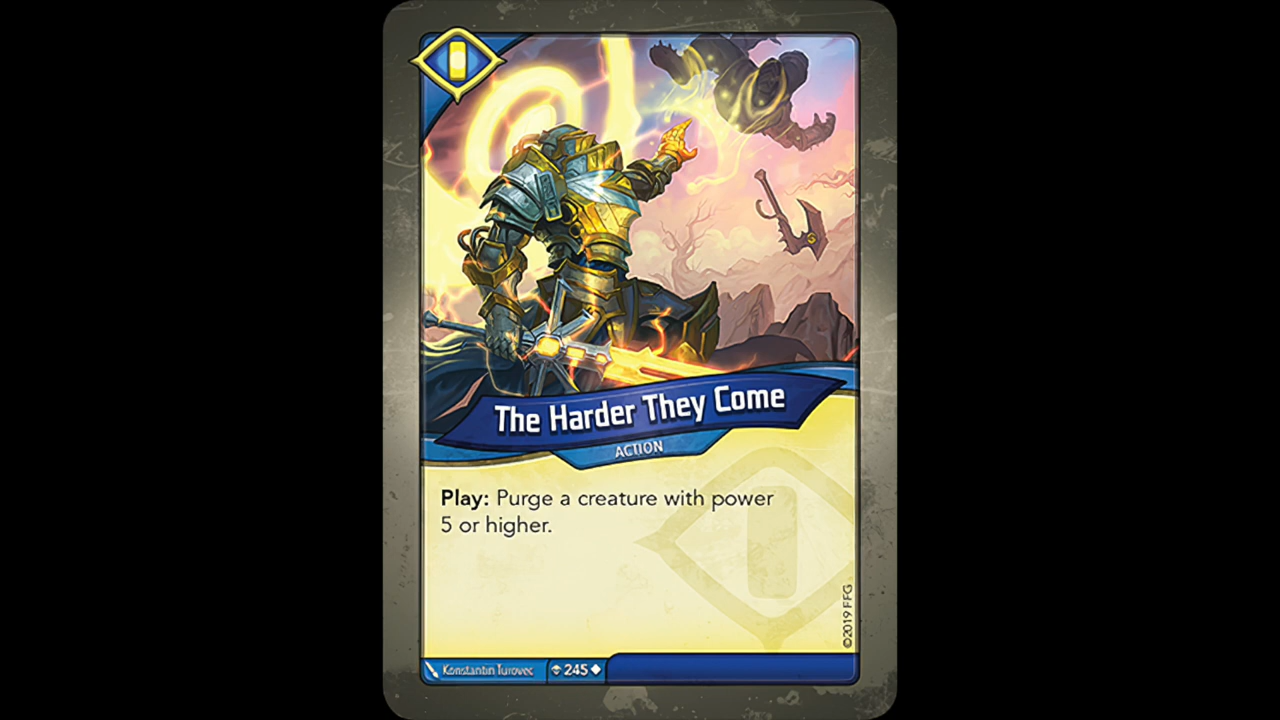 The Harder They Come
ACTION
Play: Purge a creature with power
5 or higher.
©2019 FFG
Konstantin Turovec
245